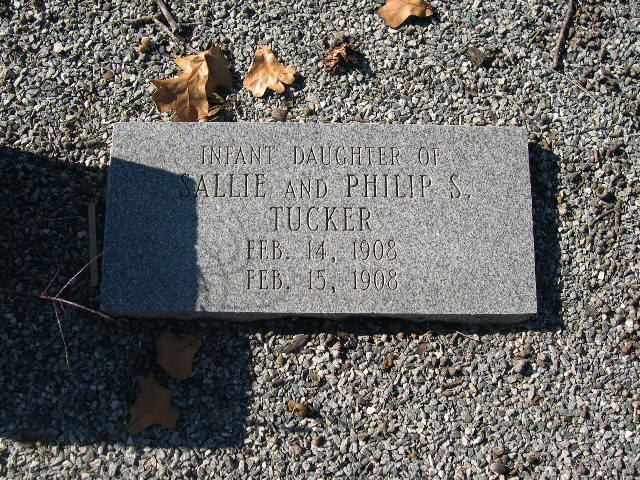 INFANT DAUGHTER OF
SALLIE AND PHILIP S.
TUCKER
FEB. 14, 1908
FEB. 15, 1908